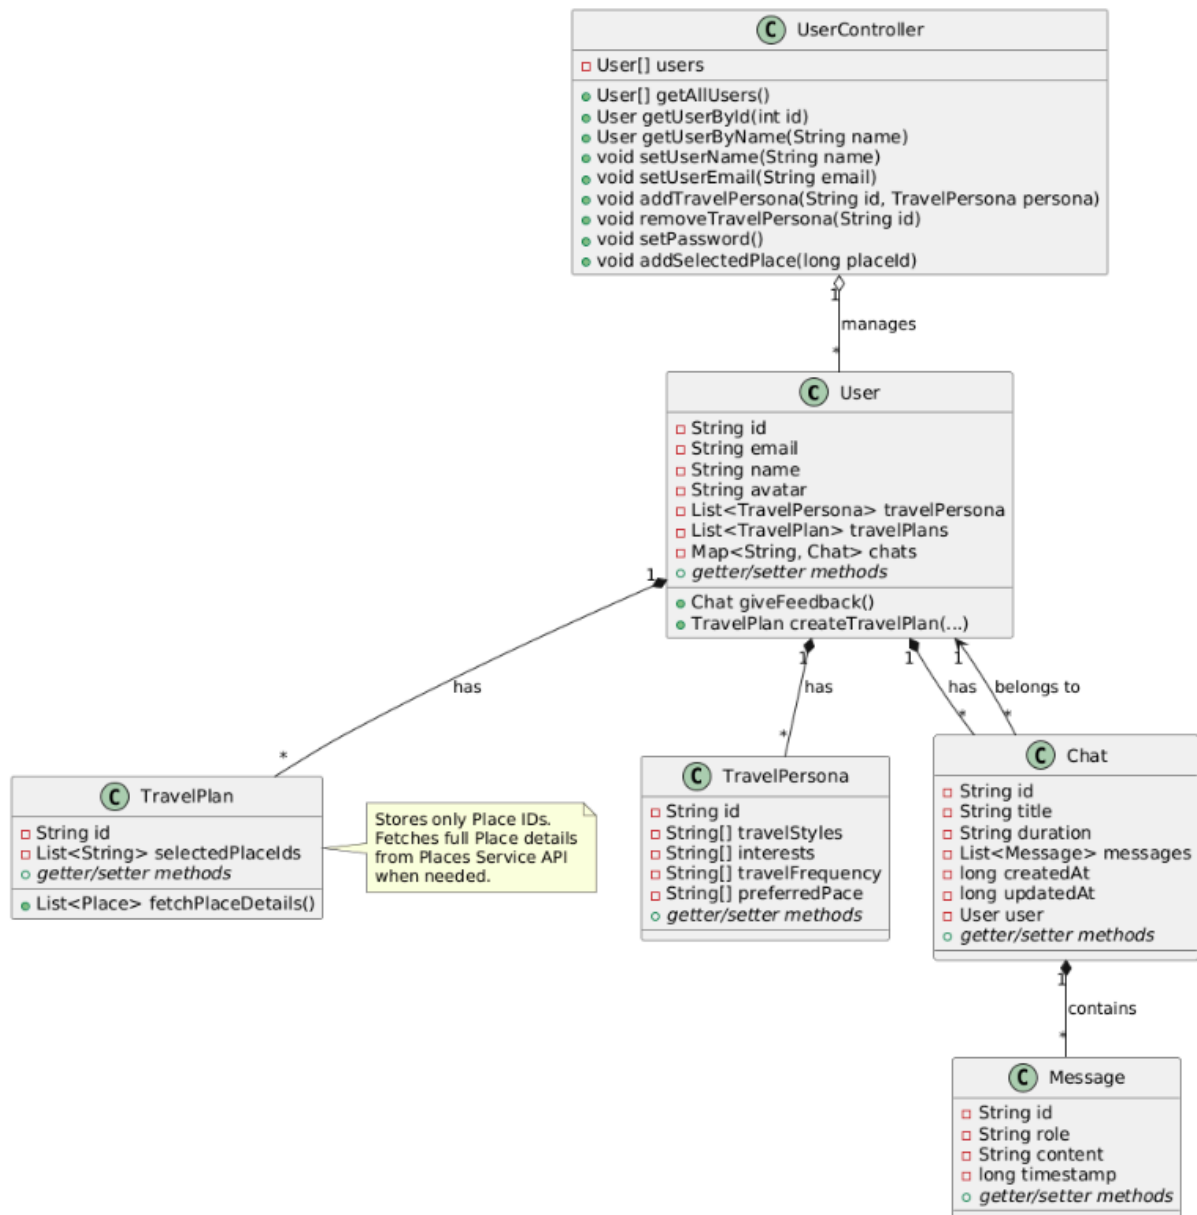 C UserController
User[] users
User[] getAllUsers()
User getUserById(int id)
User getUserByName(String name)
void setUserName(String name)
void setUserEmail(String email)
void addTravelPersona(String id, TravelPersona persona)
void removeTravelPersona(String id)
void setPassword()
void addSelectedPlace(long placeId)
1
manages
*
C User
String id
String email
String name
String avatar
List<TravelPersona> travelPersona
List<TravelPlan> travelPlans
Map<String, Chat> chats
getter/setter methods
Chat giveFeedback()
TravelPlan createTravelPlan(...)
1
has
*
1
has
*
1
has
*
1
belongs to
*
C TravelPlan
String id
List<String> selectedPlaceIds
getter/setter methods
List<Place> fetchPlaceDetails()
Stores only Place IDs.
Fetches full Place details
from Places Service API
when needed.
C TravelPersona
String id
String[] travelStyles
String[] interests
String[] travelFrequency
String[] preferredPace
getter/setter methods
C Chat
String id
String title
String duration
List<Message> messages
long createdAt
long updatedAt
User user
getter/setter methods
1
contains
*
C Message
String id
String role
String content
long timestamp
getter/setter methods